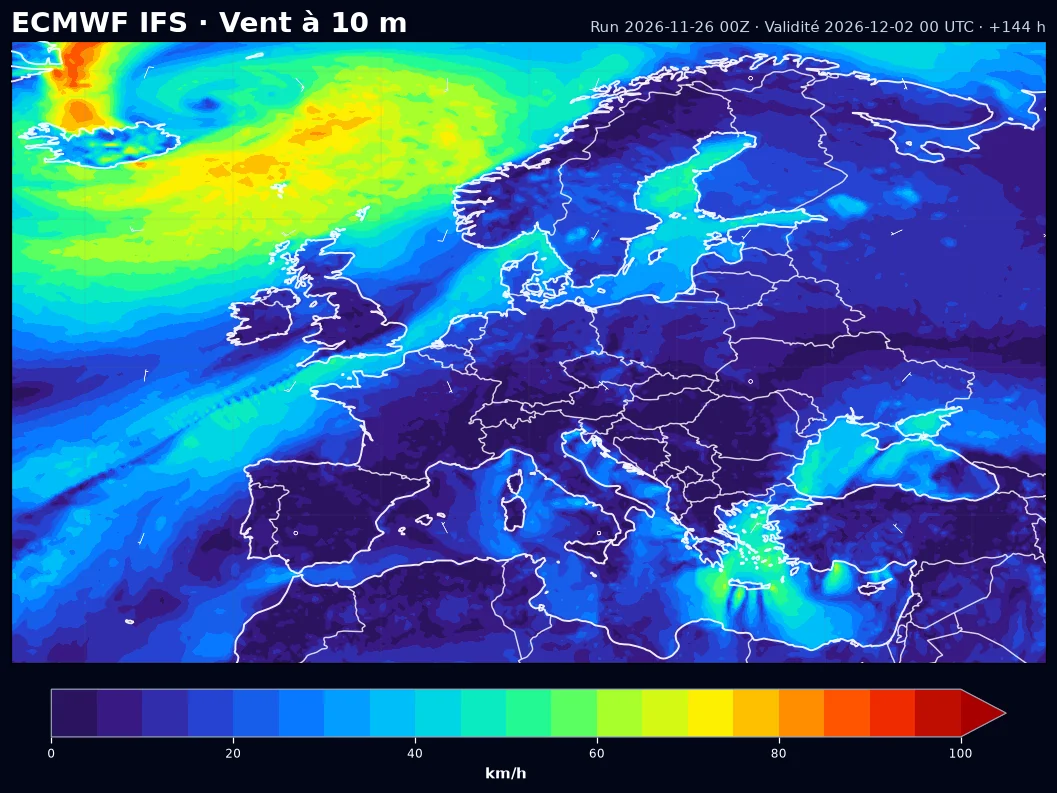 ECMWF IFS · Vent à 10 m
Run 2026-11-26 00Z · Validité 2026-12-02 00 UTC · +144 h
0 20 40 60 80 100
km/h